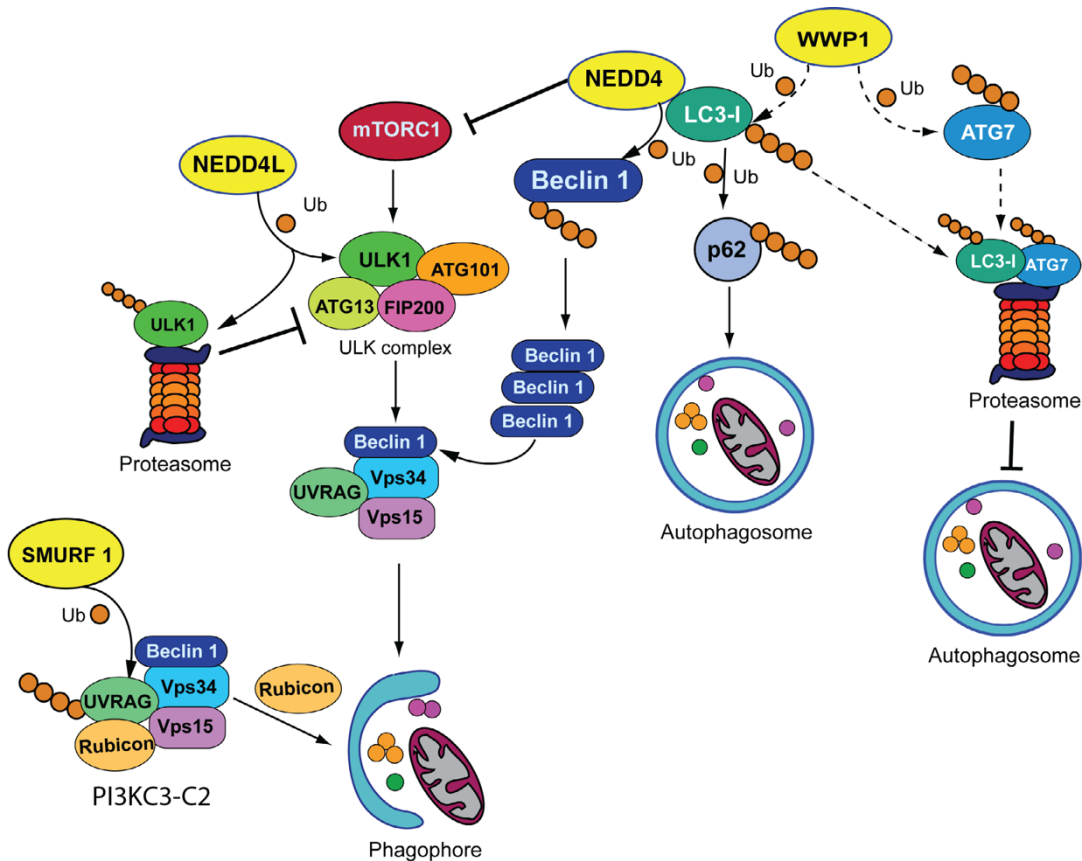 WWP1
NEDD4
Ub
Ub
LC3-I
mTORC1
ATG7
NEDD4L
Ub
Ub
Beclin 1
Ub
p62
ULK1
ATG101
LC3-I
ATG7
ATG13
FIP200
ULK1
ULK complex
Beclin 1
Beclin 1
Beclin 1
Proteasome
Proteasome
Beclin 1
Vps34
UVRAG
Vps15
Autophagosome
SMURF 1
Ub
Beclin 1
Autophagosome
Vps34
UVRAG
Rubicon
Vps15
Rubicon
PI3KC3-C2
Phagophore